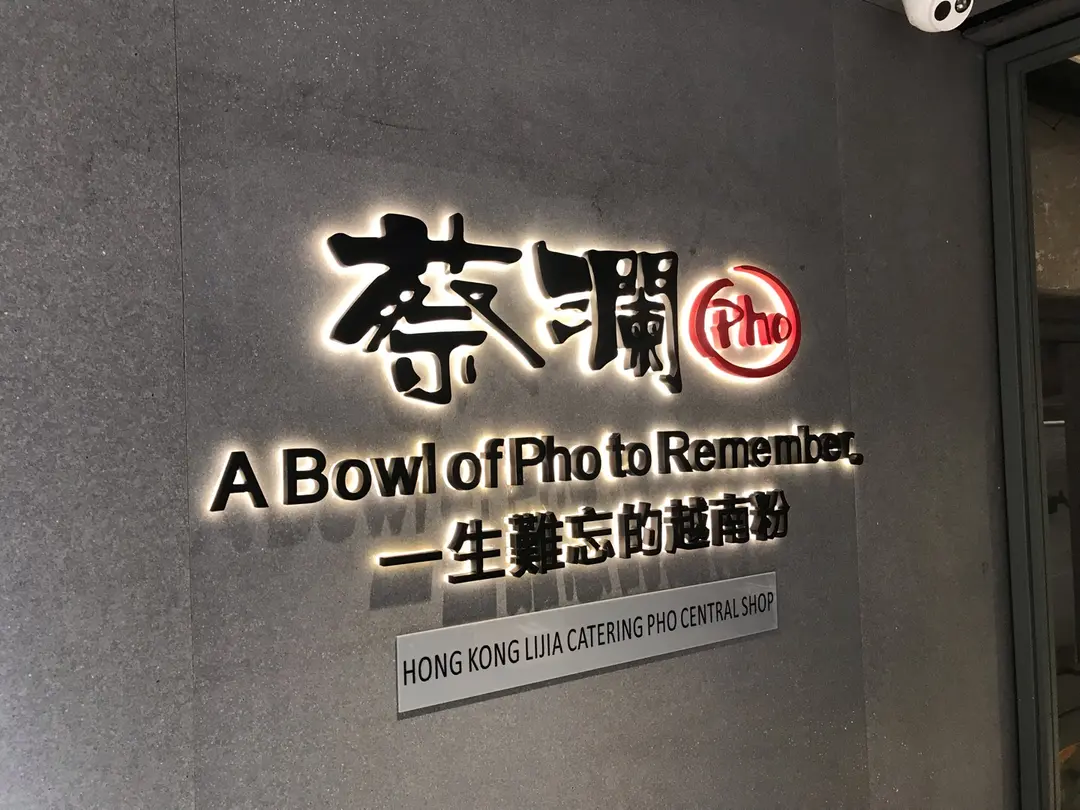 蔡瀾 Pho
A Bowl of Pho to Remember.
一生難忘的越南粉
HONG KONG LIJIA CATERING PHO CENTRAL SHOP